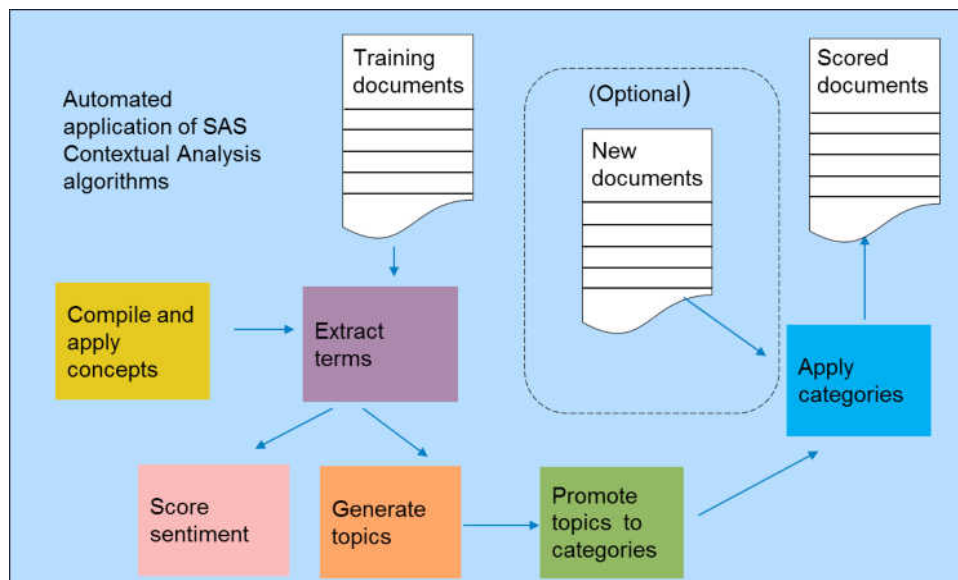 Automated
application of SAS
Contextual Analysis
algorithms
Training
documents
(Optional)
New
documents
Scored
documents
Compile and
apply
concepts
Extract
terms
Apply
categories
Score
sentiment
Generate
topics
Promote
topics to
categories